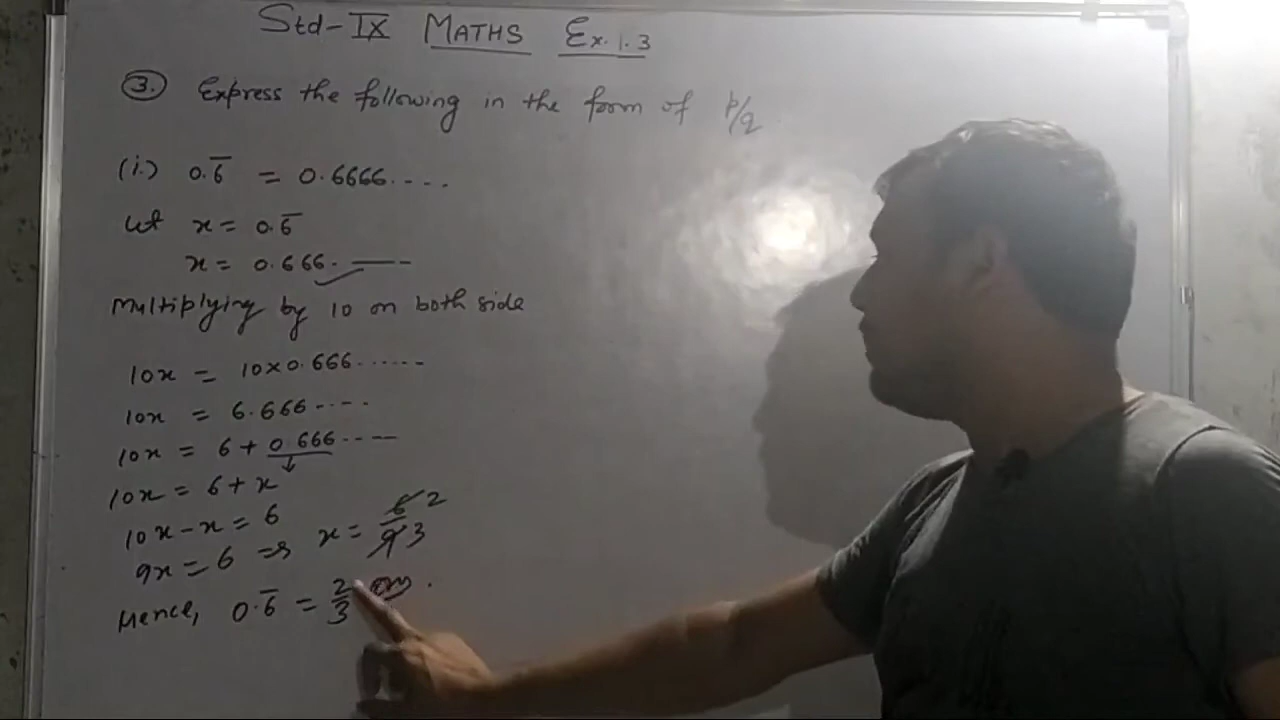 Std-IX MATHS Ex.1.3
(3.) Express the following in the form of p/q
(i.) 0.6̅ = 0.6666....
Let x = 0.6̅
x = 0.666. ----
Multiplying by 10 on both side
10x = 10×0.666......
10x = 6.666....
10x = 6 + 0.666.... ↓
10x = 6 + x
10x - x = 6
9x = 6 ⇒ x = 6/9 2 3
Hence, 0.6̅ = 2/3